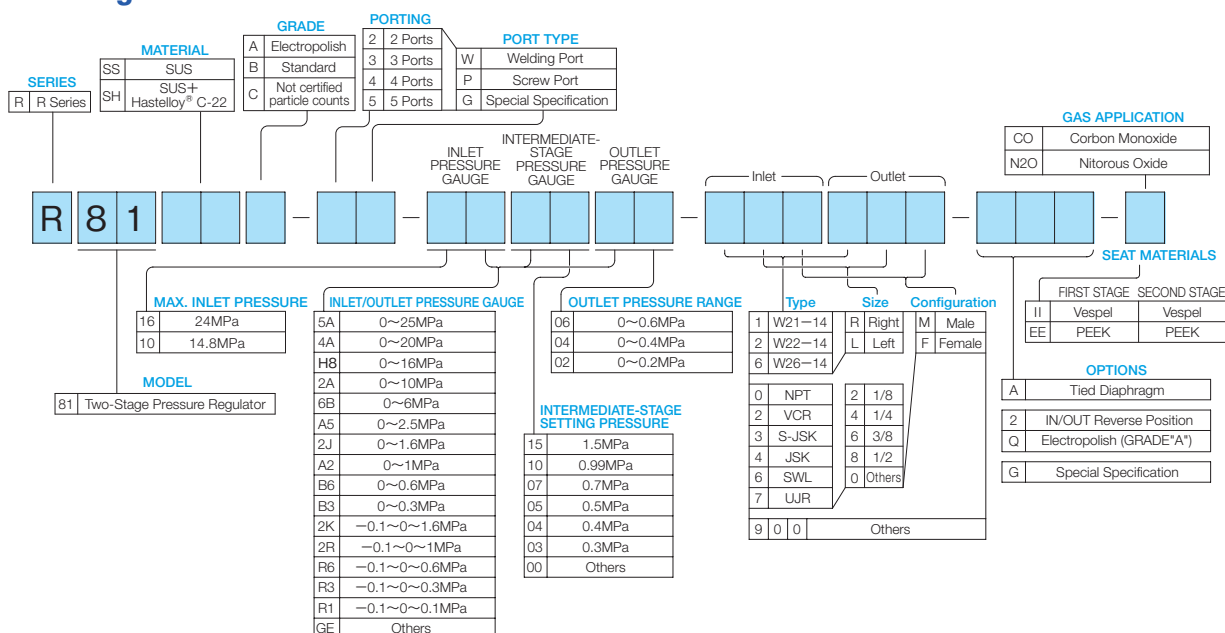 GRADE
A Electropolish
B Standard
C Not certified particle counts
PORTING
2 2 Ports
3 3 Ports
4 4 Ports
5 5 Ports
PORT TYPE
W Welding Port
P Screw Port
G Special Specification
MATERIAL
SS SUS
SH SUS+ Hastelloy® C-22
SERIES
R R Series
GAS APPLICATION
CO Corbon Monoxide
N2O Nitorous Oxide
INLET PRESSURE GAUGE
INTERMEDIATE-STAGE PRESSURE GAUGE
OUTLET PRESSURE GAUGE
Inlet
Outlet
R 8 1 — — — — —
SEAT MATERIALS
FIRST STAGE SECOND STAGE
II Vespel Vespel
EE PEEK PEEK
MAX. INLET PRESSURE
16 24MPa
10 14.8MPa
MODEL
81 Two-Stage Pressure Regulator
INLET/OUTLET PRESSURE GAUGE
5A 0~25MPa
4A 0~20MPa
H8 0~16MPa
2A 0~10MPa
6B 0~6MPa
A5 0~2.5MPa
2J 0~1.6MPa
A2 0~1MPa
B6 0~0.6MPa
B3 0~0.3MPa
2K −0.1~0~1.6MPa
2R −0.1~0~1MPa
R6 −0.1~0~0.6MPa
R3 −0.1~0~0.3MPa
R1 −0.1~0~0.1MPa
GE Others
OUTLET PRESSURE RANGE
06 0~0.6MPa
04 0~0.4MPa
02 0~0.2MPa
INTERMEDIATE-STAGE
SETTING PRESSURE
15 1.5MPa
10 0.99MPa
07 0.7MPa
05 0.5MPa
04 0.4MPa
03 0.3MPa
00 Others
Type Size Configuration
1 W21−14 R Right M Male
2 W22−14 L Left F Female
6 W26−14
0 NPT 2 1/8
2 VCR 4 1/4
3 S-JSK 6 3/8
4 JSK 8 1/2
6 SWL 0 Others
7 UJR
9 0 0 Others
OPTIONS
A Tied Diaphragm
2 IN/OUT Reverse Position
Q Electropolish (GRADE"A")
G Special Specification